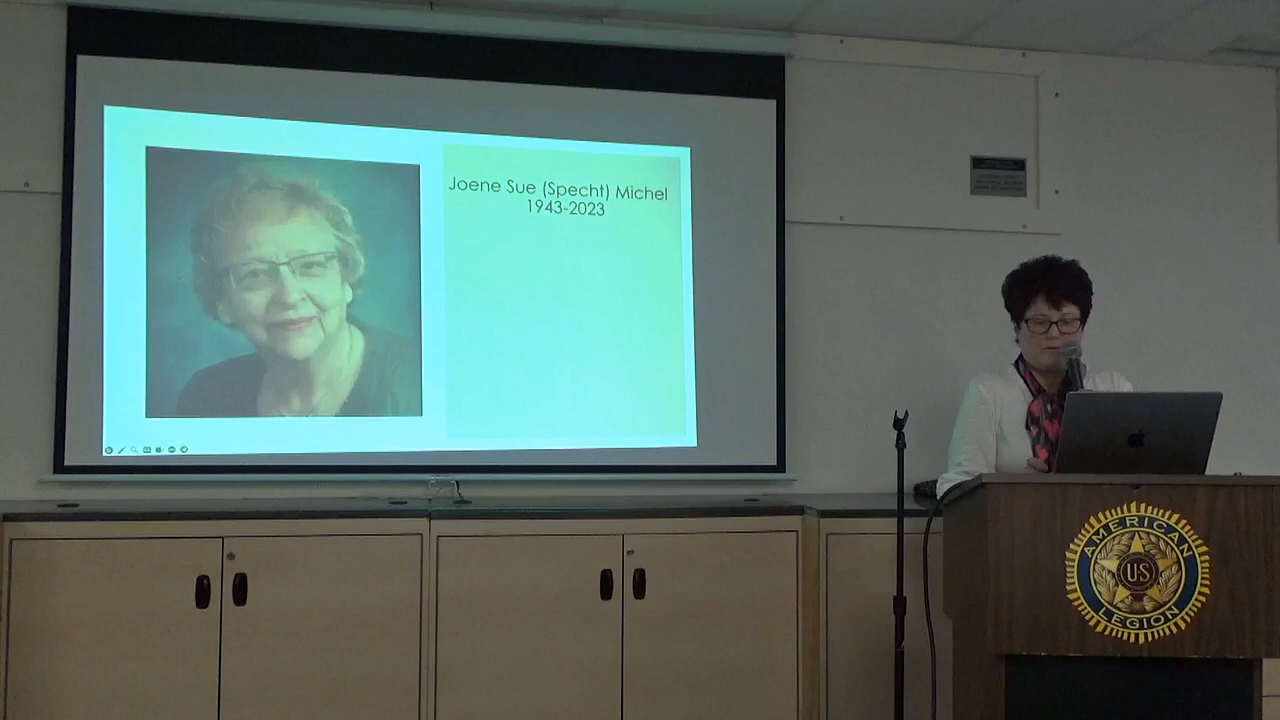 Joene Sue (Specht) Michel
1943-2023
AMERICAN
US
LEGION